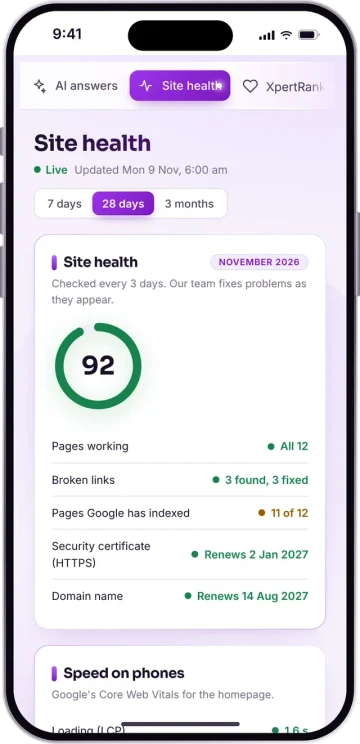 9:41
AI answers
Site health
XpertRank
Site health
Live Updated Mon 9 Nov, 6:00 am
7 days
28 days
3 months
Site health
NOVEMBER 2026
Checked every 3 days. Our team fixes problems as
they appear.
92
Pages working
All 12
Broken links
3 found, 3 fixed
Pages Google has indexed
11 of 12
Security certificate
(HTTPS)
Renews 2 Jan 2027
Domain name
Renews 14 Aug 2027
Speed on phones
Google's Core Web Vitals for the homepage.
Loading (LCP)
1.6 s